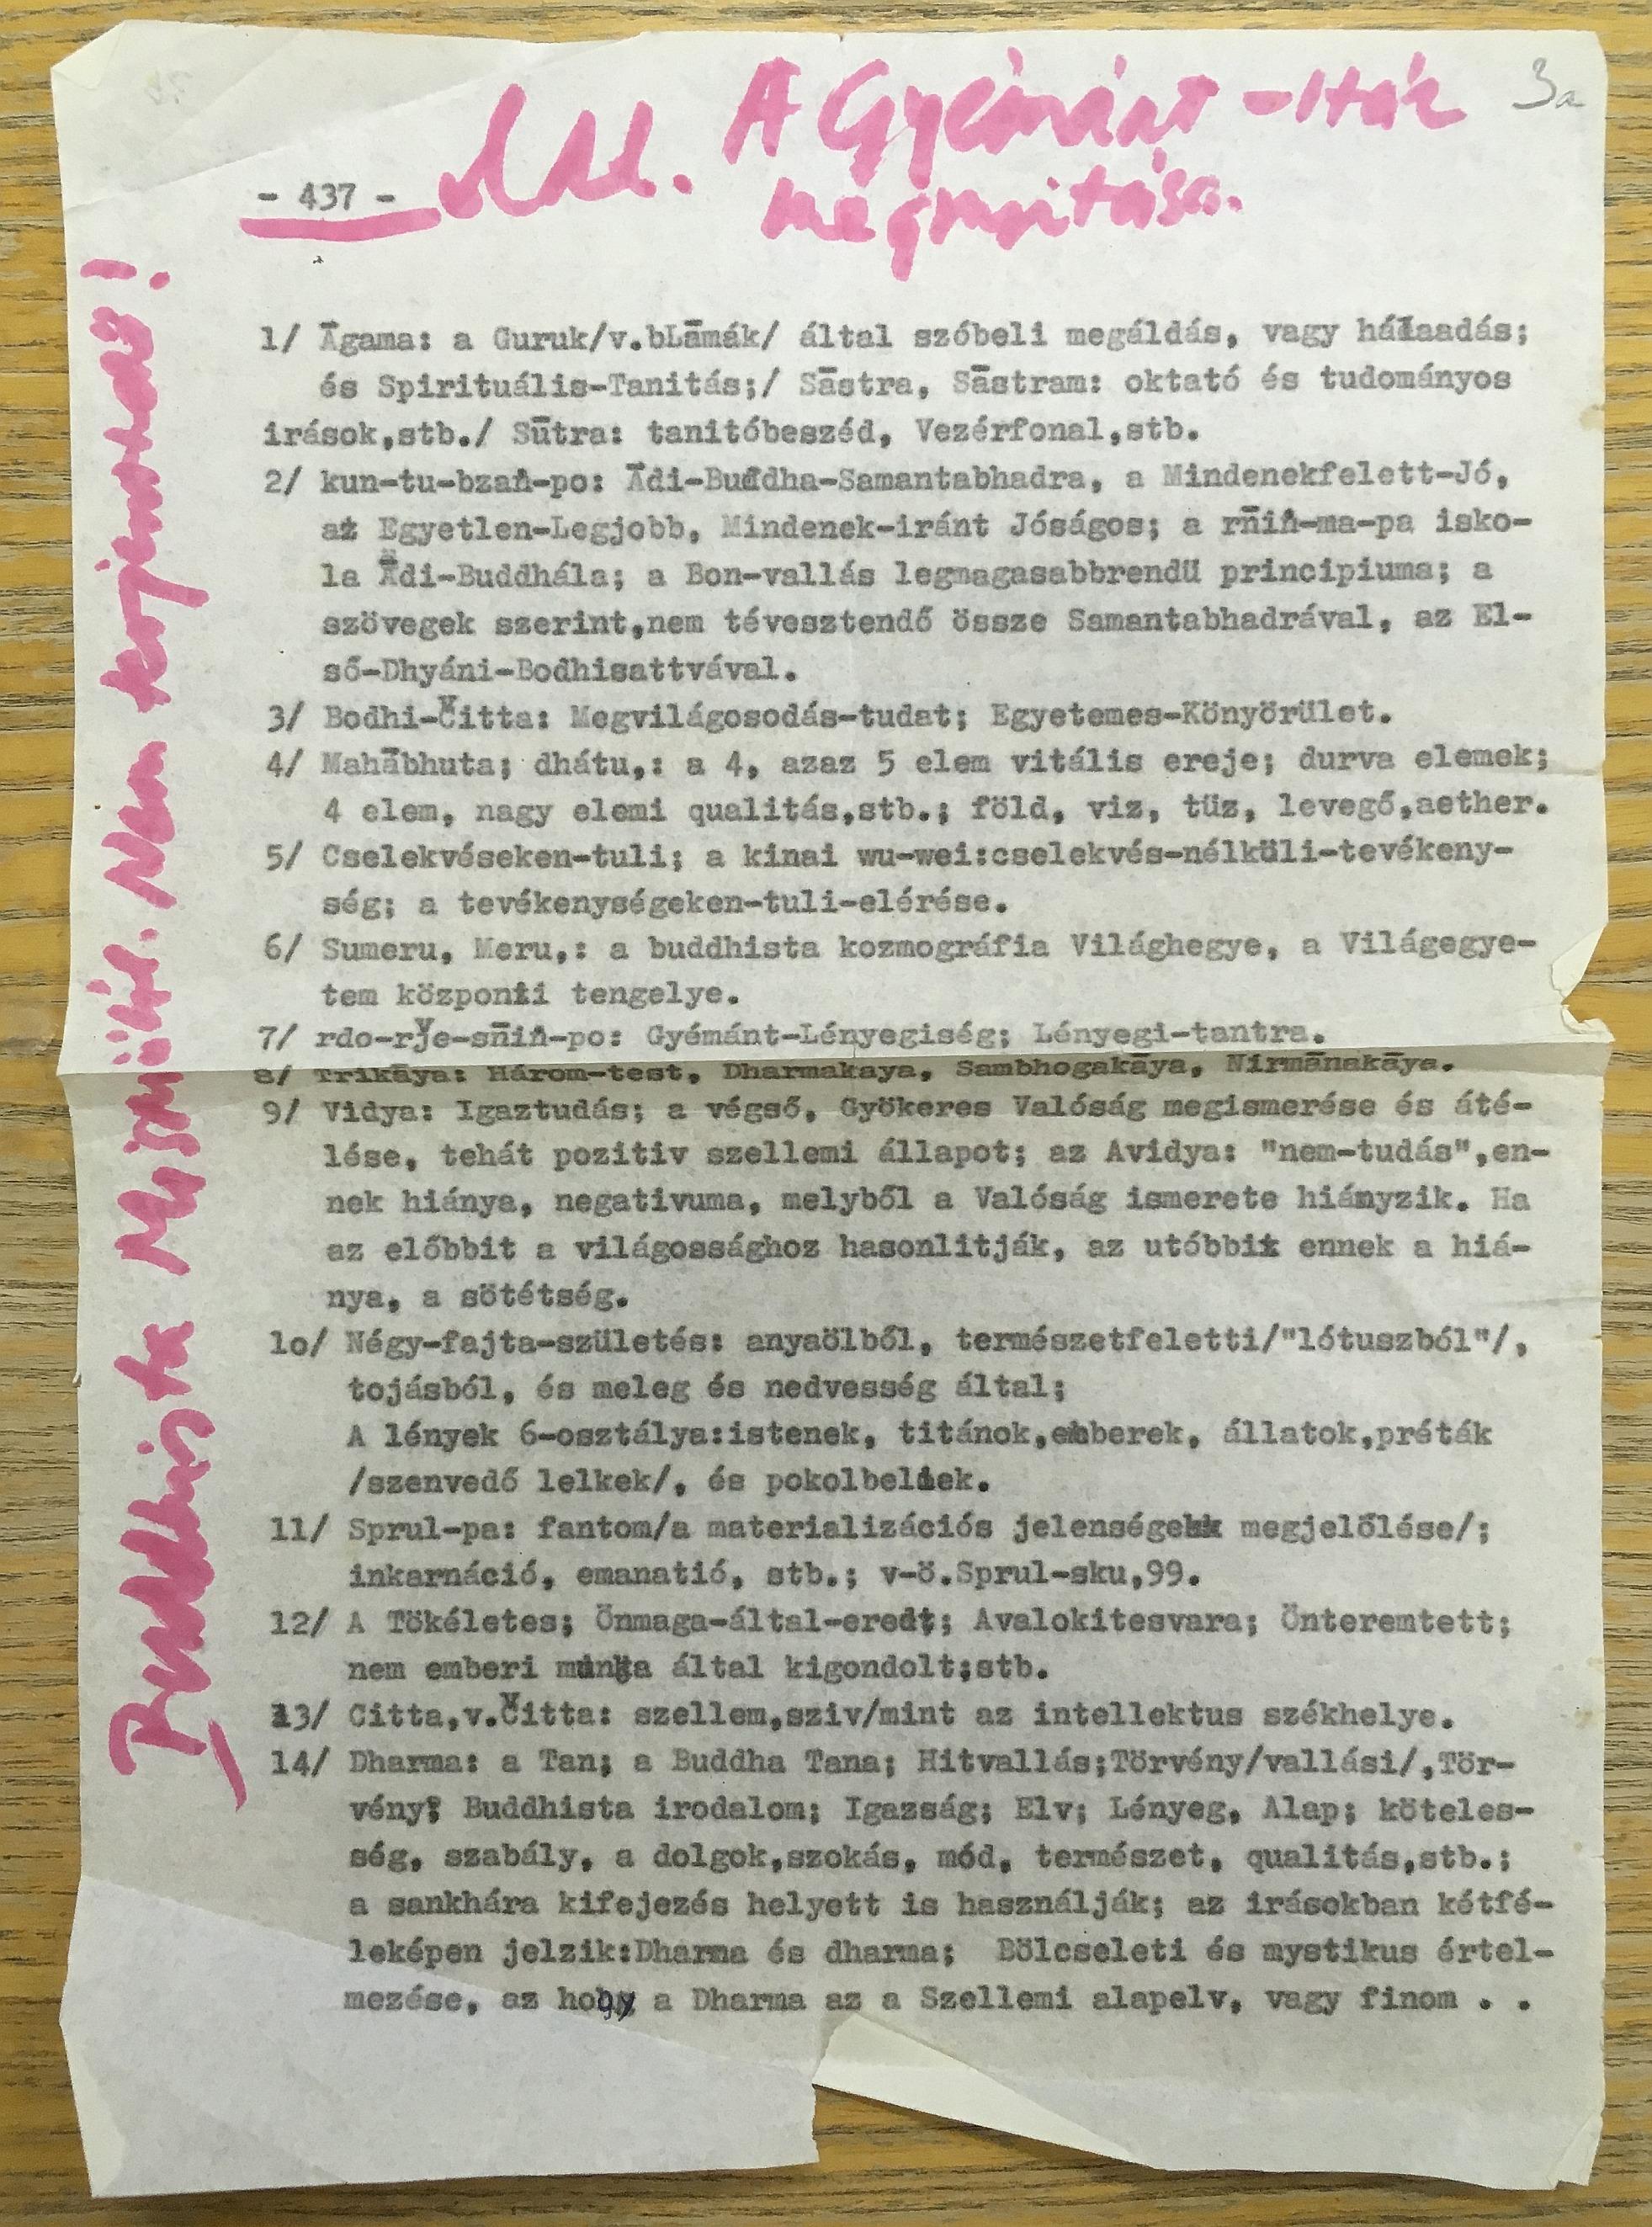 3a
- 437 - old. A Gyémánt-Ház
megnyitása.
Buddhista Misszió. Nem terjeszthető!
1/ Āgama: a Guruk/v.bLāmák/ által szóbeli megáldás, vagy hálaadás;
és Spirituális-Tanitás;/ Sāstra, Sāstram: oktató és tudományos
irások,stb./ Sūtra: tanitóbeszéd, Vezérfonal,stb.
2/ kun-tu-bzaṅ-po: Ādi-Buddha-Samantabhadra, a Mindenekfelett-Jó,
az Egyetlen-Legjobb, Mindenek-iránt Jóságos; a rñiṅ-ma-pa isko-
la Ādi-Buddhála; a Bon-vallás legmagasabbrendü principiuma; a
szövegek szerint,nem tévesztendő össze Samantabhadrával, az El-
ső-Dhyáni-Bodhisattvával.
3/ Bodhi-Čitta: Megvilágosodás-tudat; Egyetemes-Könyörület.
4/ Mahābhuta; dhátu,: a 4, azaz 5 elem vitális ereje; durva elemek;
4 elem, nagy elemi qualitás,stb.; föld, viz, tüz, levegő,aether.
5/ Cselekvéseken-tuli; a kinai wu-wei:cselekvés-nélküli-tevékeny-
ség; a tevékenységeken-tuli-elérése.
6/ Sumeru, Meru,: a buddhista kozmográfia Világhegye, a Világegye-
tem központi tengelye.
7/ rdo-rǰe-sñiṅ-po: Gyémánt-Lényegiség; Lényegi-tantra.
8/ Trikāya: Három-test, Dharmakaya, Sambhogakāya, Nirmānakāya.
9/ Vidya: Igaztudás; a végső, Gyökeres Valóság megismerése és áté-
lése, tehát pozitiv szellemi állapot; az Avidya: "nem-tudás",en-
nek hiánya, negativuma, melyből a Valóság ismerete hiányzik. Ha
az előbbit a világossághoz hasonlitják, az utóbbit ennek a hiá-
nya, a sötétség.
1o/ Négy-fajta-születés: anyaölből, természetfeletti/"lótuszból"/,
tojásból, és meleg és nedvesség által;
A lények 6-osztálya:istenek, titánok,emberek, állatok,préták
/szenvedő lelkek/, és pokolbeliek.
11/ Sprul-pa: fantom/a materializációs jelenségek megjelölése/;
inkarnáció, emanatió, stb.; v-ö.Sprul-sku,99.
12/ A Tökéletes; Önmaga-által-eredt; Avalokitesvara; Önteremtett;
nem emberi munka által kigondolt;stb.
13/ Citta,v.Čitta: szellem,sziv/mint az intellektus székhelye.
14/ Dharma: a Tan; a Buddha Tana; Hitvallás;Törvény/vallási/,Tör-
vény; Buddhista irodalom; Igazság; Elv; Lényeg, Alap; köteles-
ség, szabály, a dolgok,szokás, mód, természet, qualitás,stb.;
a sankhára kifejezés helyett is használják; az irásokban kétfé-
leképen jelzik:Dharma és dharma; Bölcseleti és mystikus értel-
mezése, az hogy a Dharma az a Szellemi alapelv, vagy finom . .